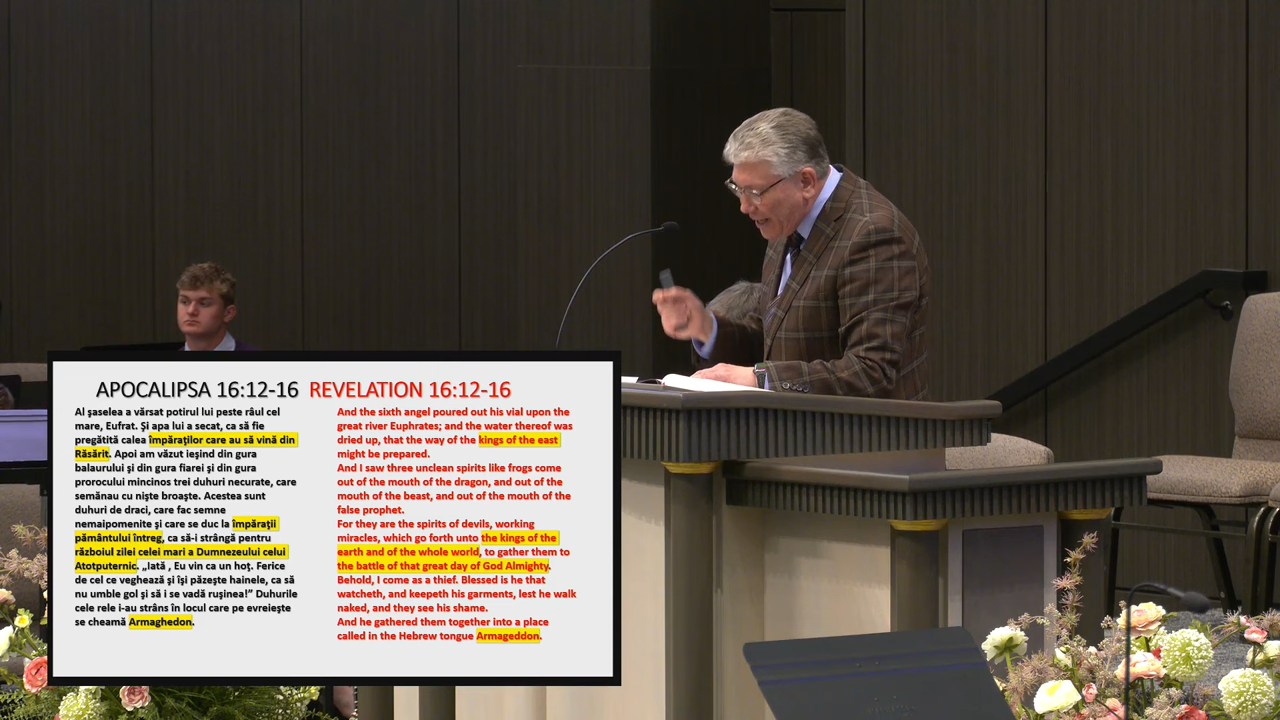 APOCALIPSA 16:12-16 REVELATION 16:12-16
Al şaselea a vărsat potirul lui peste râul cel
mare, Eufrat. Şi apa lui a secat, ca să fie
pregătită calea împăraţilor care au să vină din
Răsărit. Apoi am văzut ieşind din gura
balaurului şi din gura fiarei şi din gura
prorocului mincinos trei duhuri necurate, care
semănau cu nişte broaşte. Acestea sunt
duhuri de draci, care fac semne
nemaipomenite şi care se duc la împăraţii
pământului întreg, ca să-i strângă pentru
războiul zilei celei mari a Dumnezeului celui
Atotputernic. „Iată , Eu vin ca un hoţ. Ferice
de cel ce veghează şi îşi păzeşte hainele, ca să
nu umble gol şi să i se vadă ruşinea!” Duhurile
cele rele i-au strâns în locul care pe evreieşte
se cheamă Armaghedon.
And the sixth angel poured out his vial upon the
great river Euphrates; and the water thereof was
dried up, that the way of the kings of the east
might be prepared.
And I saw three unclean spirits like frogs come
out of the mouth of the dragon, and out of the
mouth of the beast, and out of the mouth of the
false prophet.
For they are the spirits of devils, working
miracles, which go forth unto the kings of the
earth and of the whole world, to gather them to
the battle of that great day of God Almighty.
Behold, I come as a thief. Blessed is he that
watcheth, and keepeth his garments, lest he walk
naked, and they see his shame.
And he gathered them together into a place
called in the Hebrew tongue Armageddon.